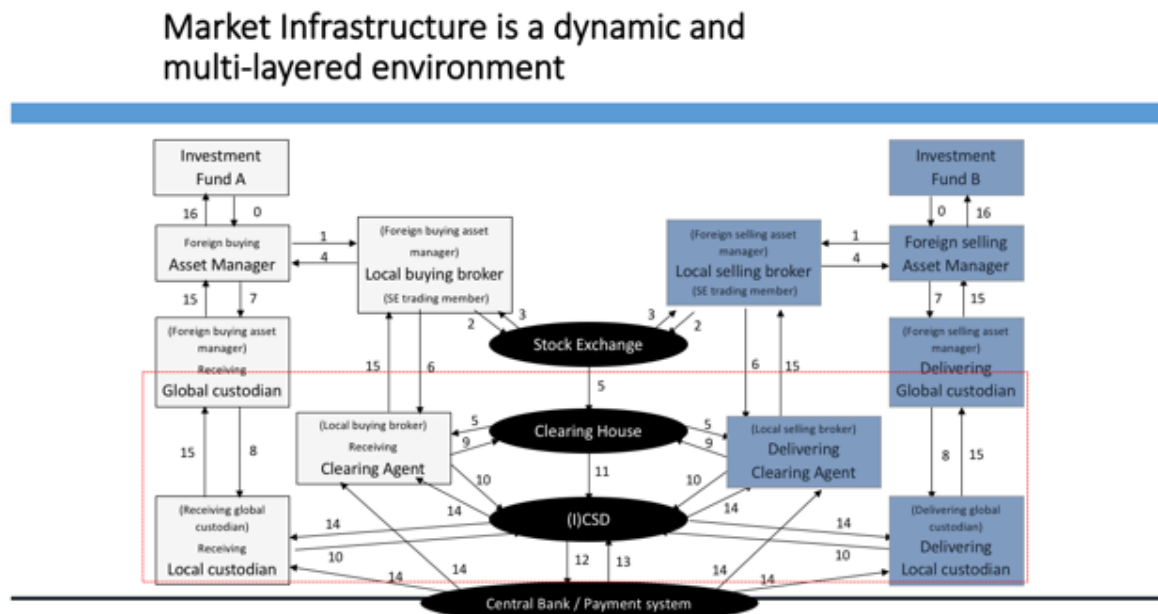 Market Infrastructure is a dynamic and
multi-layered environment
Investment
Fund A
Investment
Fund B
16
0
0
16
Foreign buying
Asset Manager
1
4
(Foreign buying asset
manager)
Local buying broker
(SE trading member)
(Foreign selling asset
manager)
Local selling broker
(SE trading member)
1
4
Foreign selling
Asset Manager
15
7
7
15
2
3
3
2
(Foreign buying asset
manager)
Receiving
Global custodian
Stock Exchange
(Foreign selling asset
manager)
Delivering
Global custodian
15
6
5
6
15
(Local buying broker)
Receiving
Clearing Agent
5
9
Clearing House
5
9
(Local selling broker)
Delivering
Clearing Agent
15
8
10
11
10
8
15
14
14
(Receiving global
custodian)
Receiving
Local custodian
14
10
(I)CSD
14
10
(Delivering global
custodian)
Delivering
Local custodian
14
14
12
13
14
14
Central Bank / Payment system